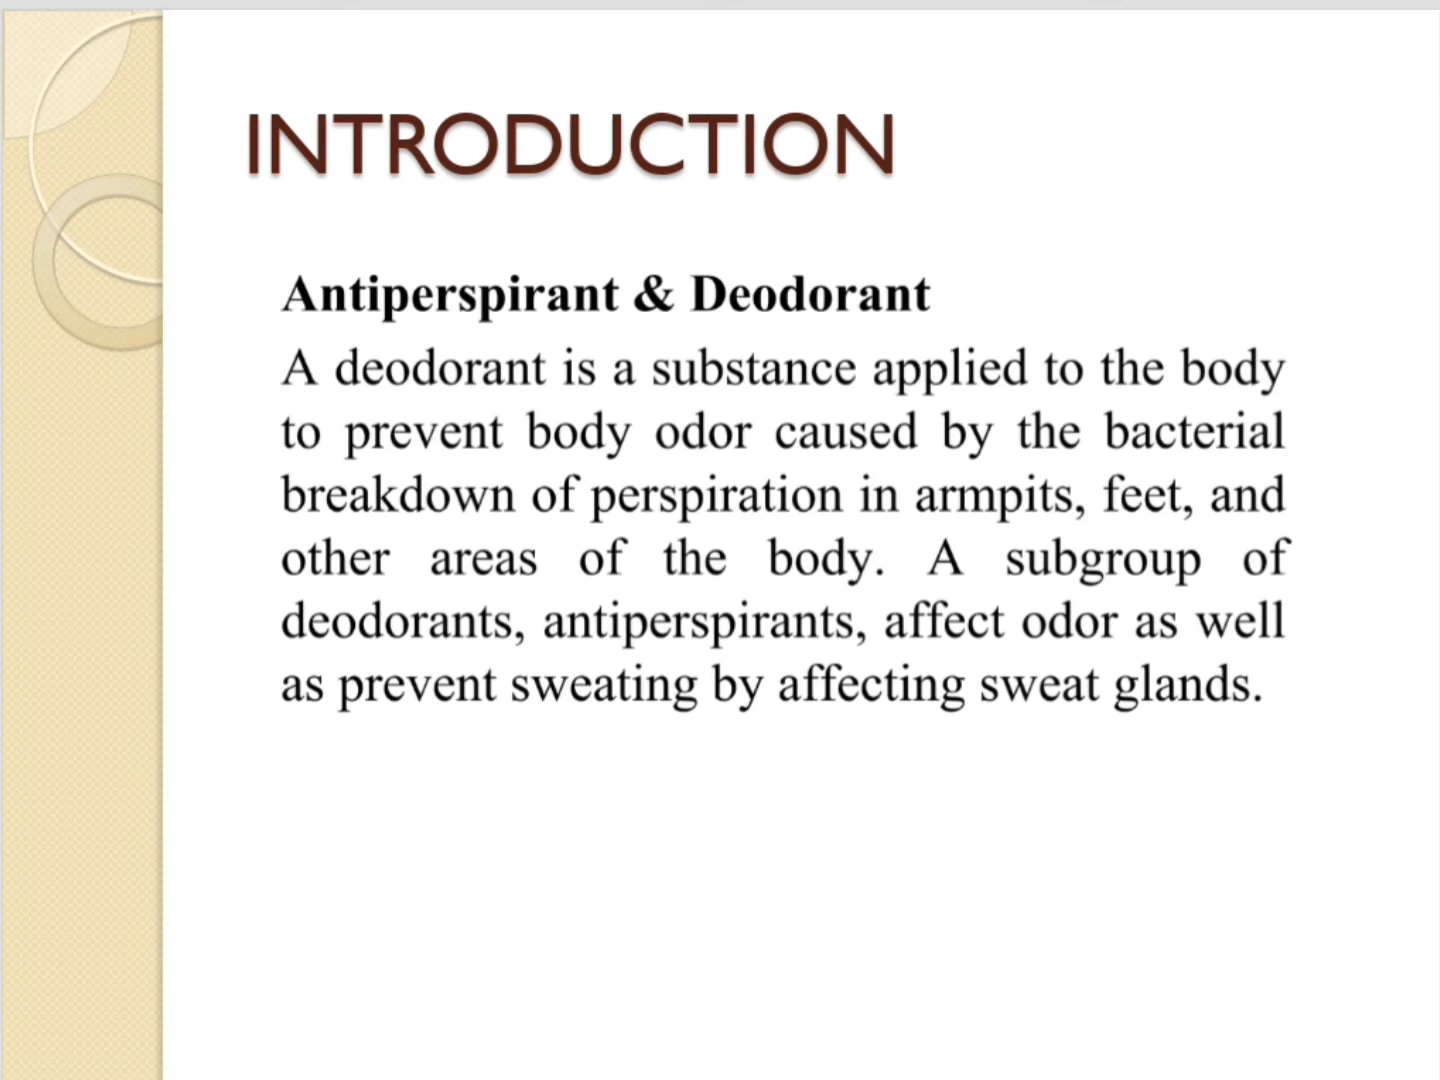 INTRODUCTION
Antiperspirant & Deodorant
A deodorant is a substance applied to the body
to prevent body odor caused by the bacterial
breakdown of perspiration in armpits, feet, and
other areas of the body. A subgroup of
deodorants, antiperspirants, affect odor as well
as prevent sweating by affecting sweat glands.